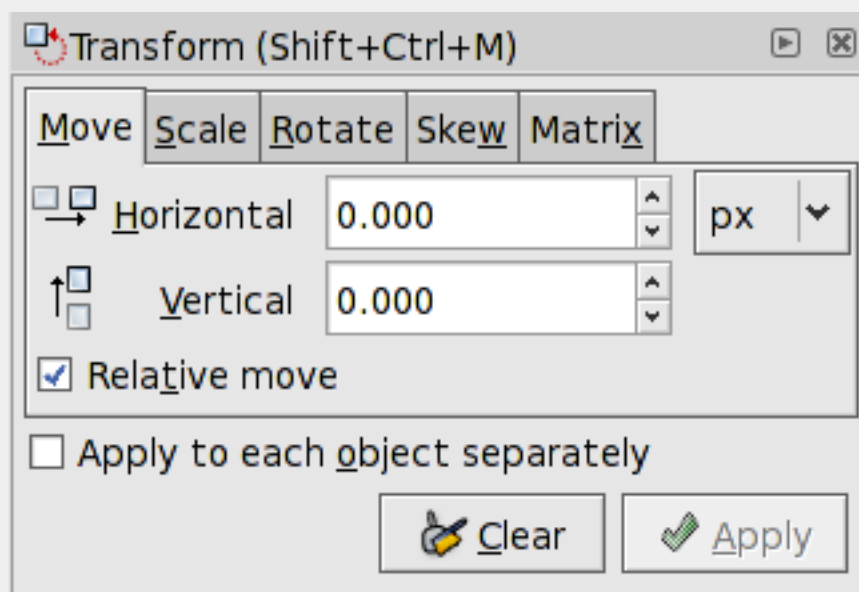 Transform (Shift+Ctrl+M)
Move Scale Rotate Skew Matrix
Horizontal 0.000 px
Vertical 0.000
Relative move
Apply to each object separately
Clear Apply